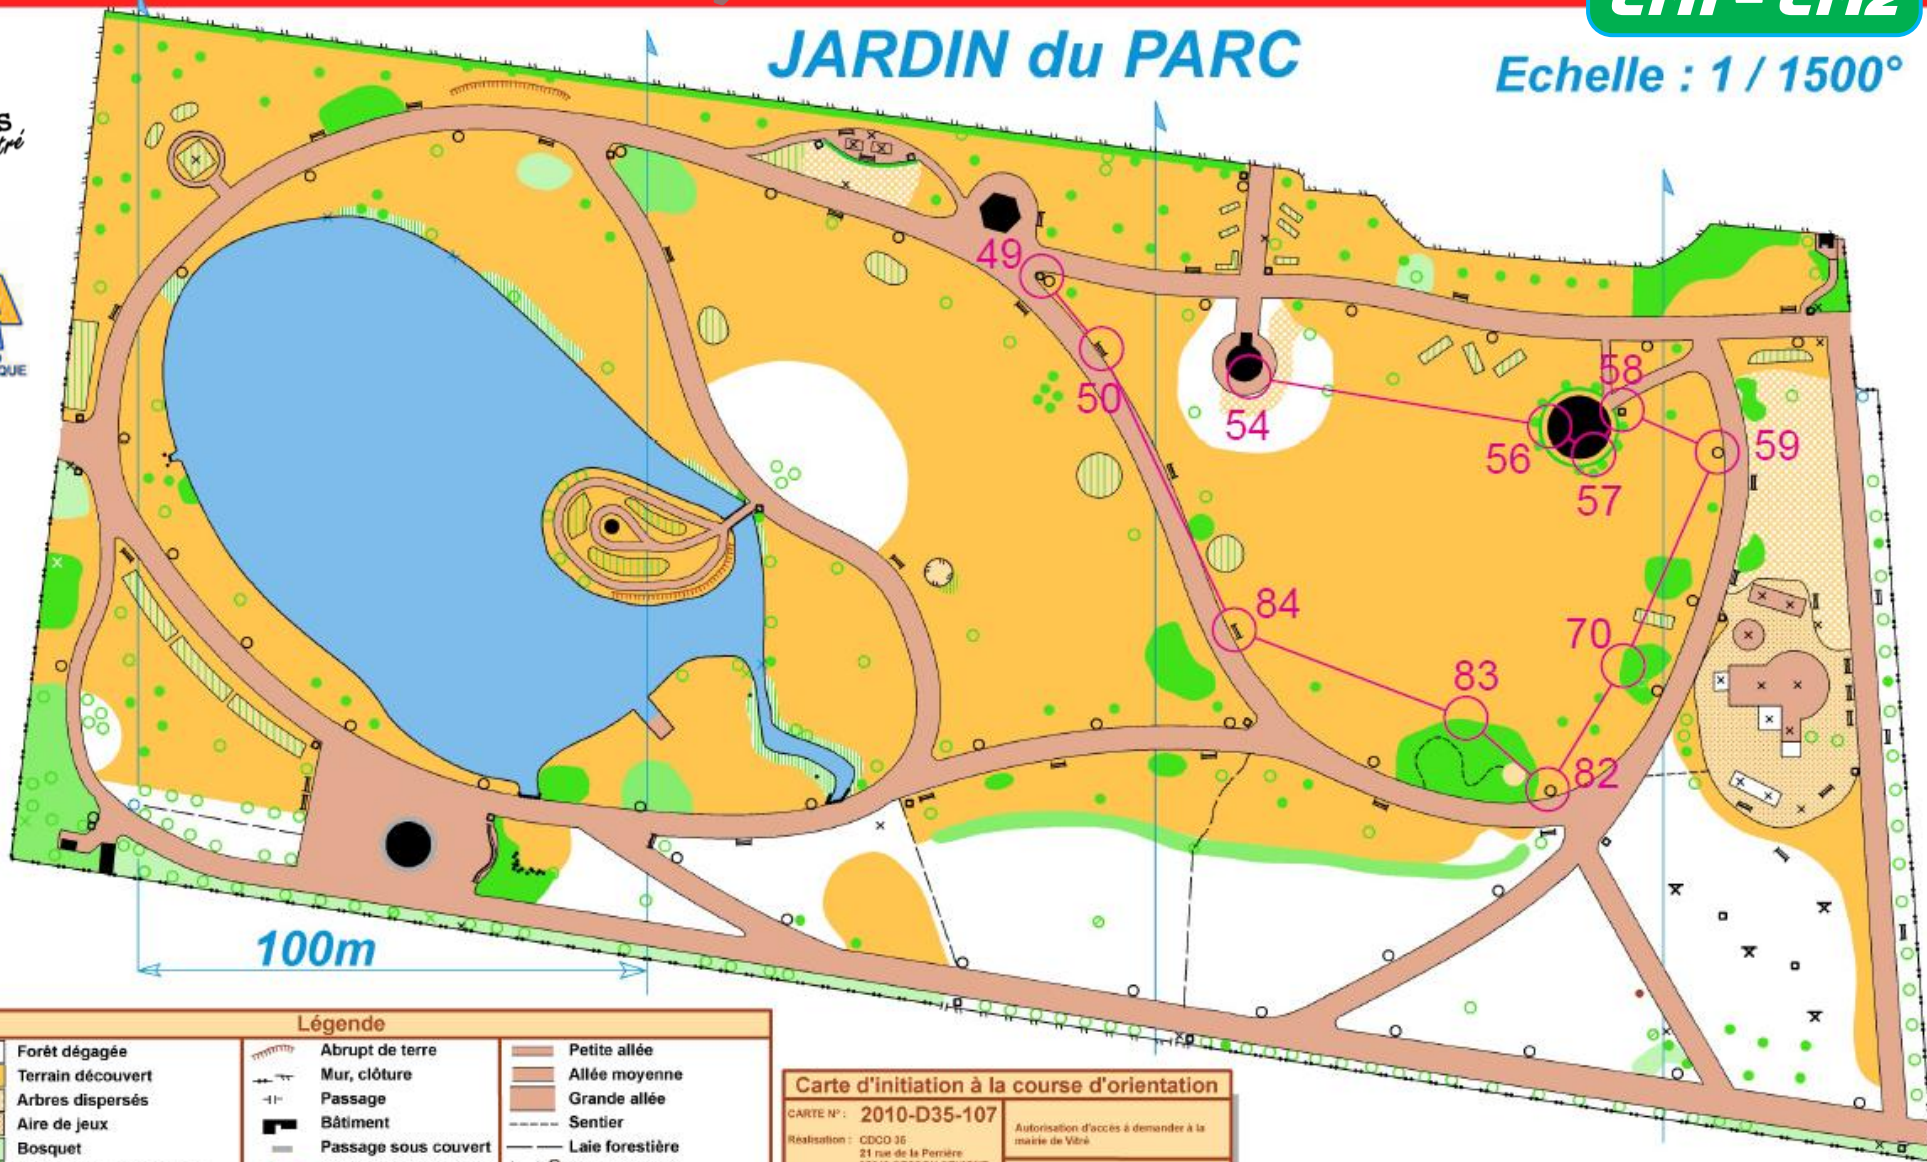 JARDIN du PARC
Echelle : 1 / 1500°
QUE
49
50
54
58
56
57
59
84
83
70
82
100m
Légende
Forêt dégagée
Terrain découvert
Arbres dispersés
Aire de jeux
Bosquet
Abrupt de terre
Mur, clôture
Passage
Bâtiment
Passage sous couvert
Petite allée
Allée moyenne
Grande allée
Sentier
Laie forestière
Carte d'initiation à la course d'orientation
CARTE N° : 2010-D35-107
Réalisation : CDCO 35
21 rue de la Perrière
Autorisation d'accés à demander à la
mairie de Vitré